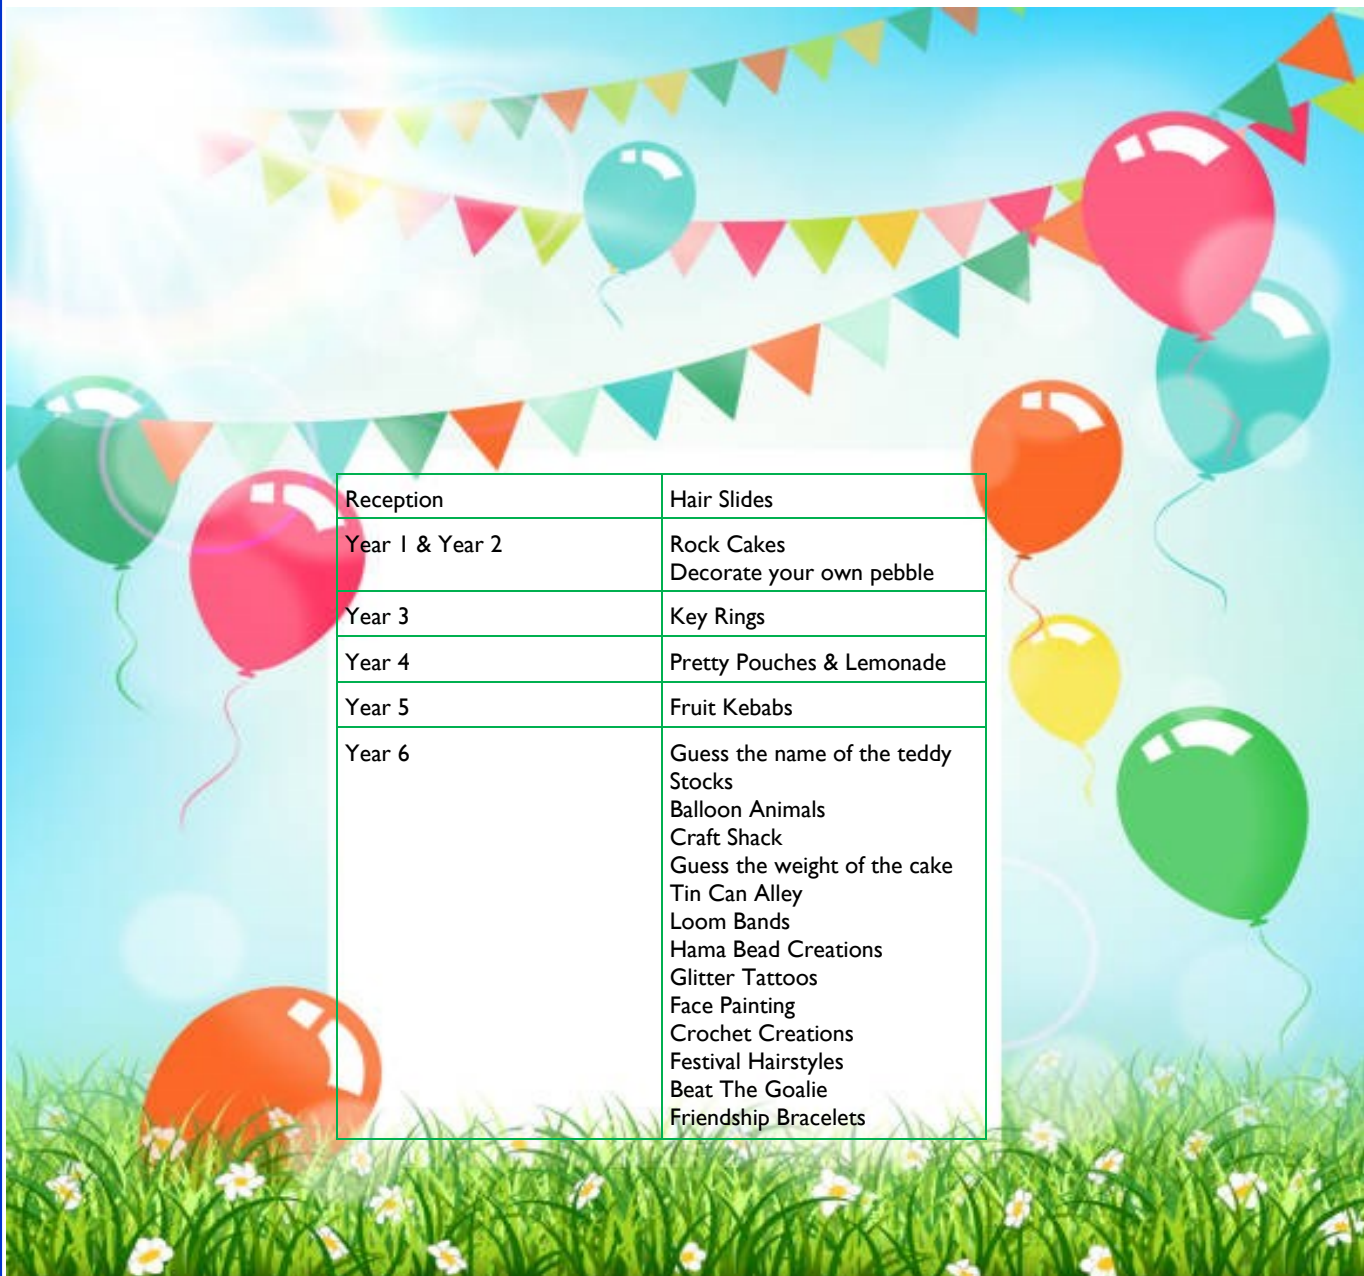 Reception
Hair Slides
Year 1 & Year 2
Rock Cakes
Decorate your own pebble
Year 3
Key Rings
Year 4
Pretty Pouches & Lemonade
Year 5
Fruit Kebabs
Year 6
Guess the name of the teddy
Stocks
Balloon Animals
Craft Shack
Guess the weight of the cake
Tin Can Alley
Loom Bands
Hama Bead Creations
Glitter Tattoos
Face Painting
Crochet Creations
Festival Hairstyles
Beat The Goalie
Friendship Bracelets